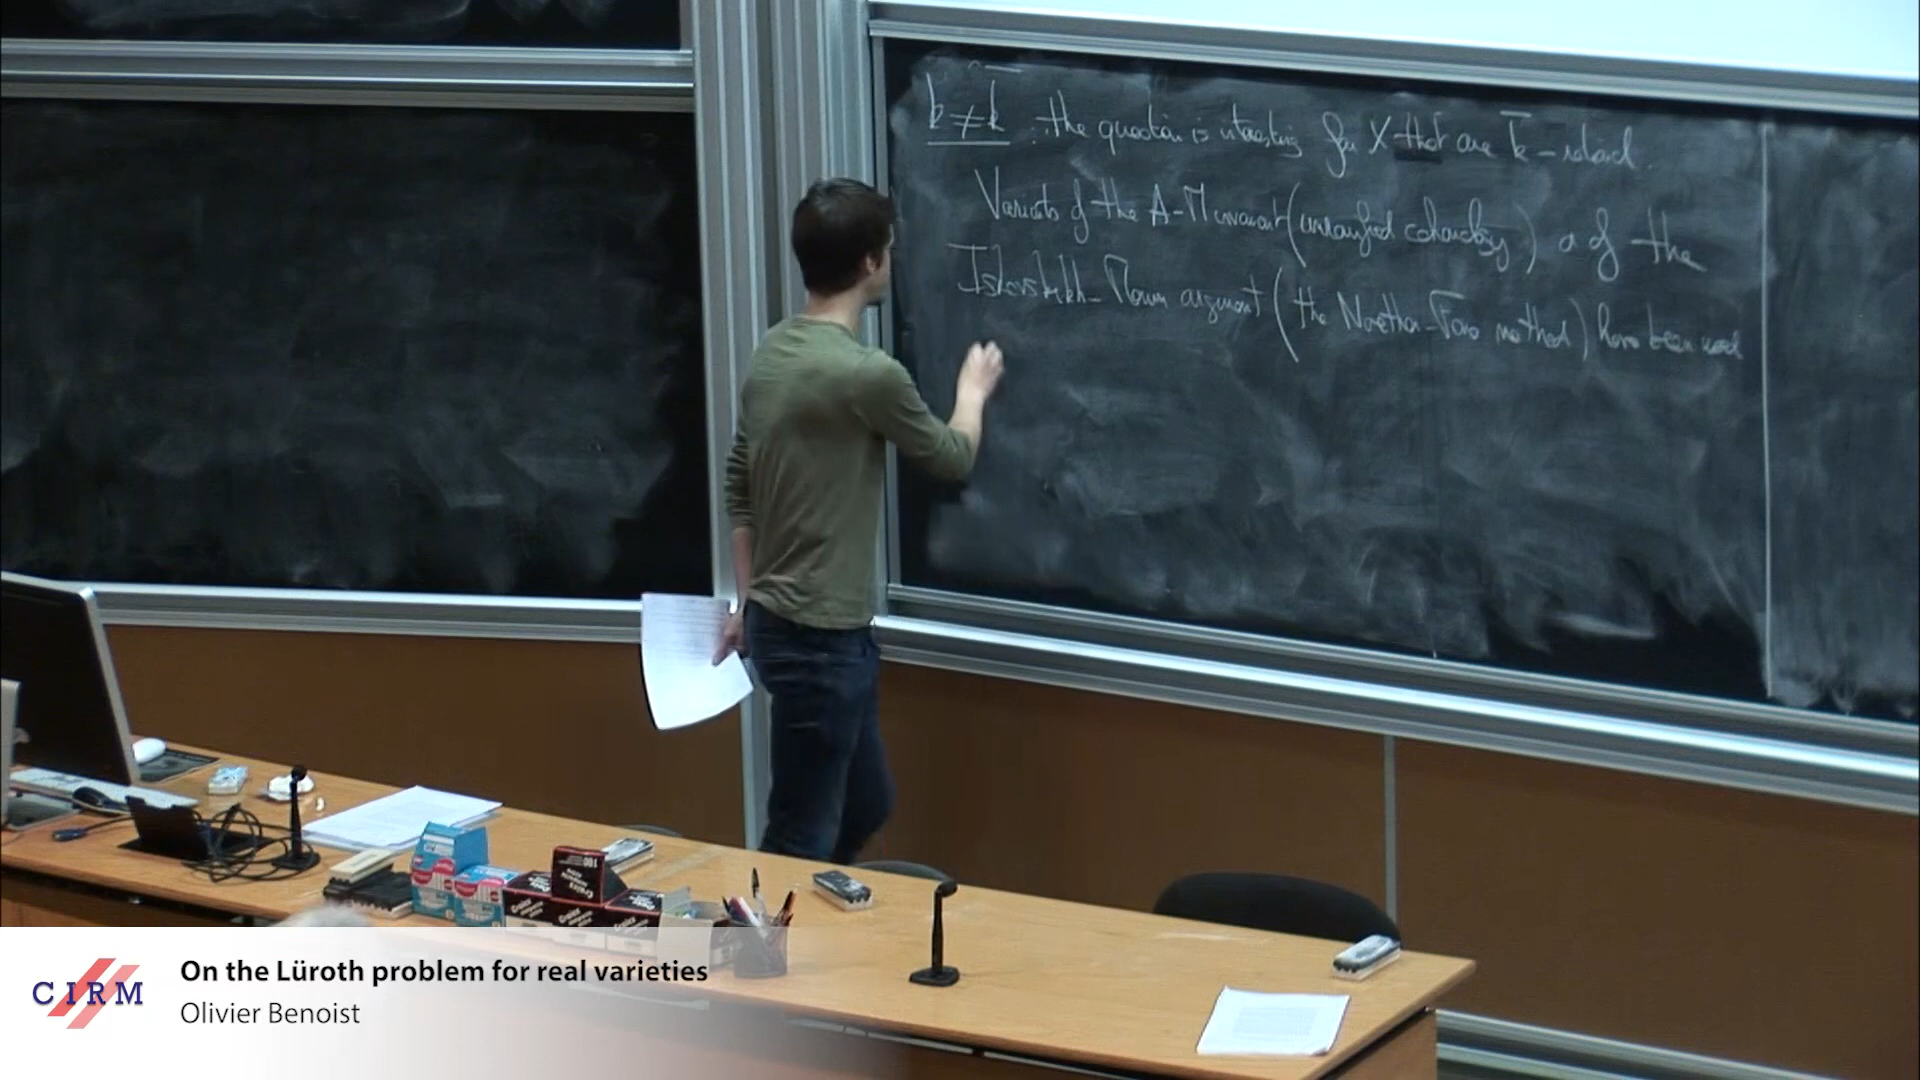 k ≠ k̄ : the question is interesting for X that are k̄-rational.
Variants of the A-M invariant (unramified cohomology) or of the
Iskovskikh-Manin argument (the Noether-Fano method) have been used
CIRM
On the Lüroth problem for real varieties
Olivier Benoist